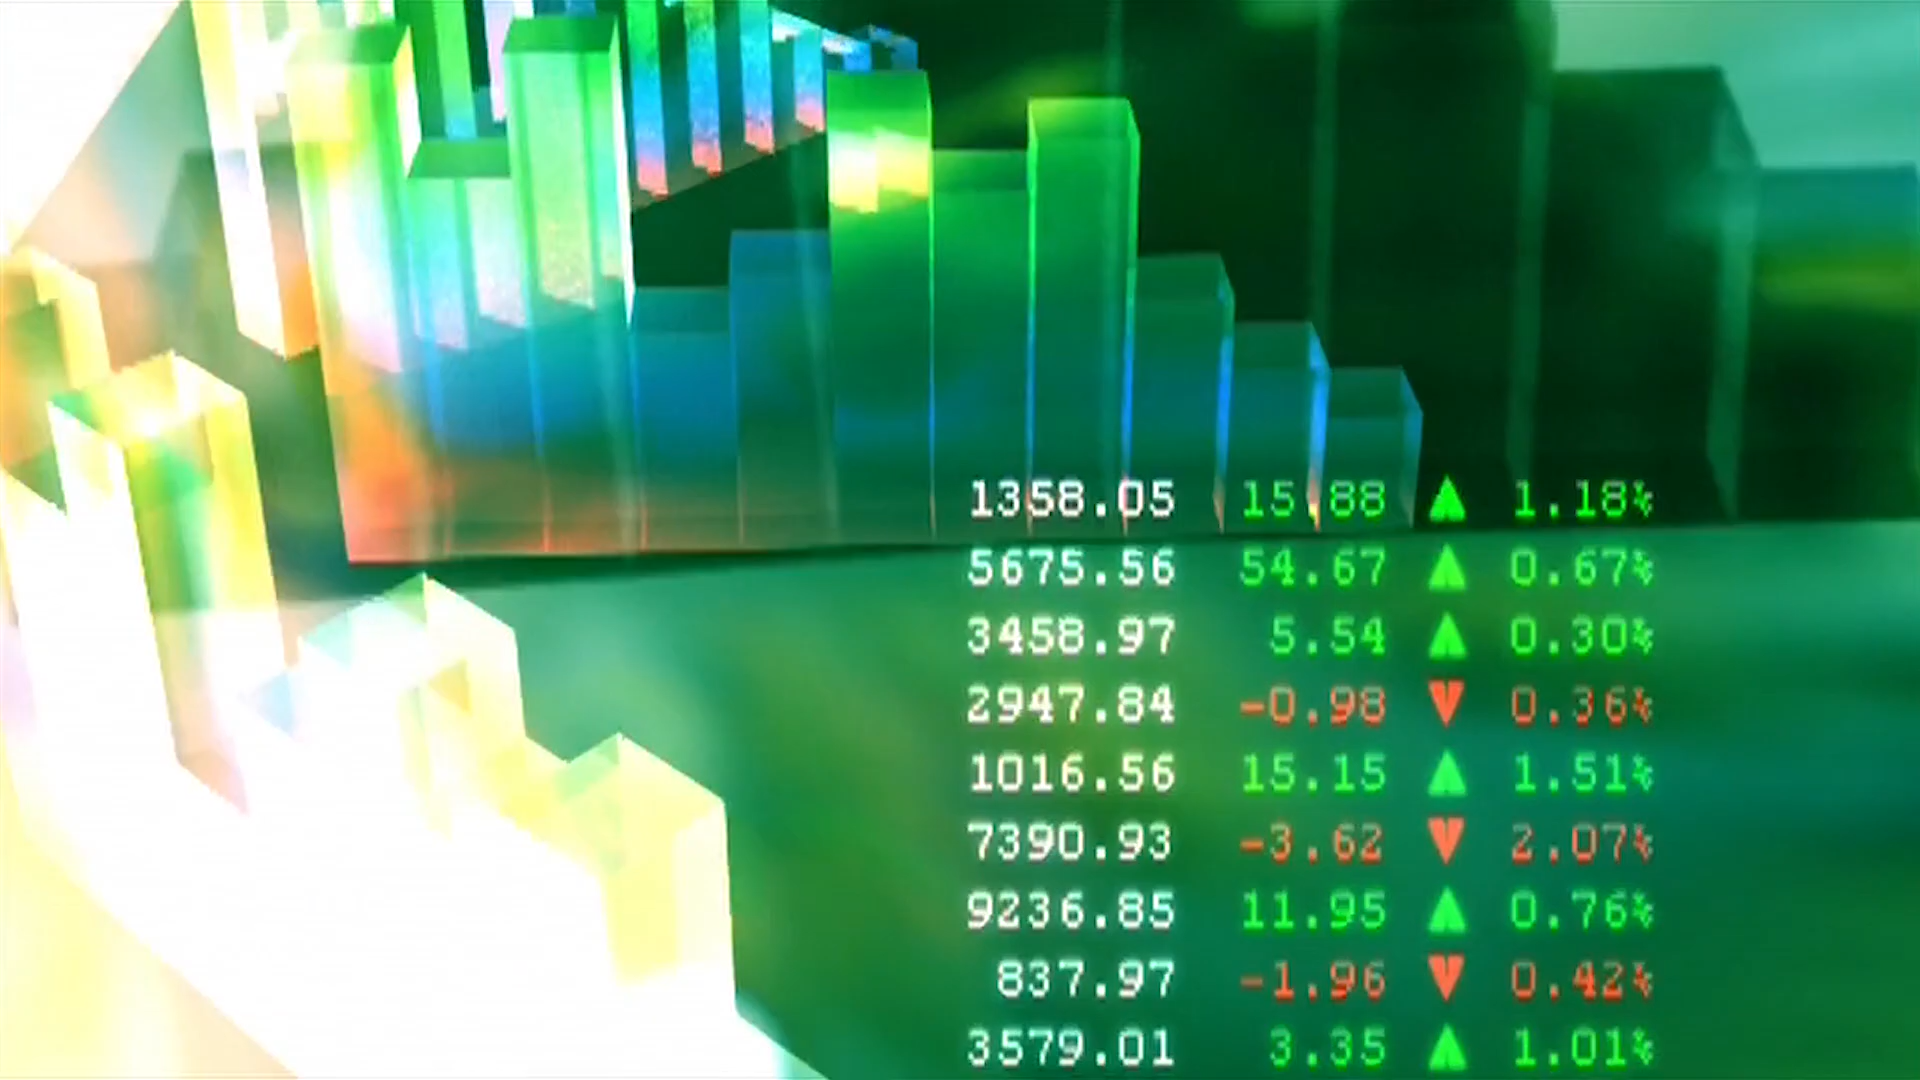 1358.05 15.88 ▲ 1.18%
5675.56 54.67 ▲ 0.67%
3458.97 5.54 ▲ 0.30%
2947.84 -0.98 ▼ 0.36%
1016.56 15.15 ▲ 1.51%
7390.93 -3.62 ▼ 2.07%
9236.85 11.95 ▲ 0.76%
837.97 -1.96 ▼ 0.42%
3579.01 3.35 ▲ 1.01%